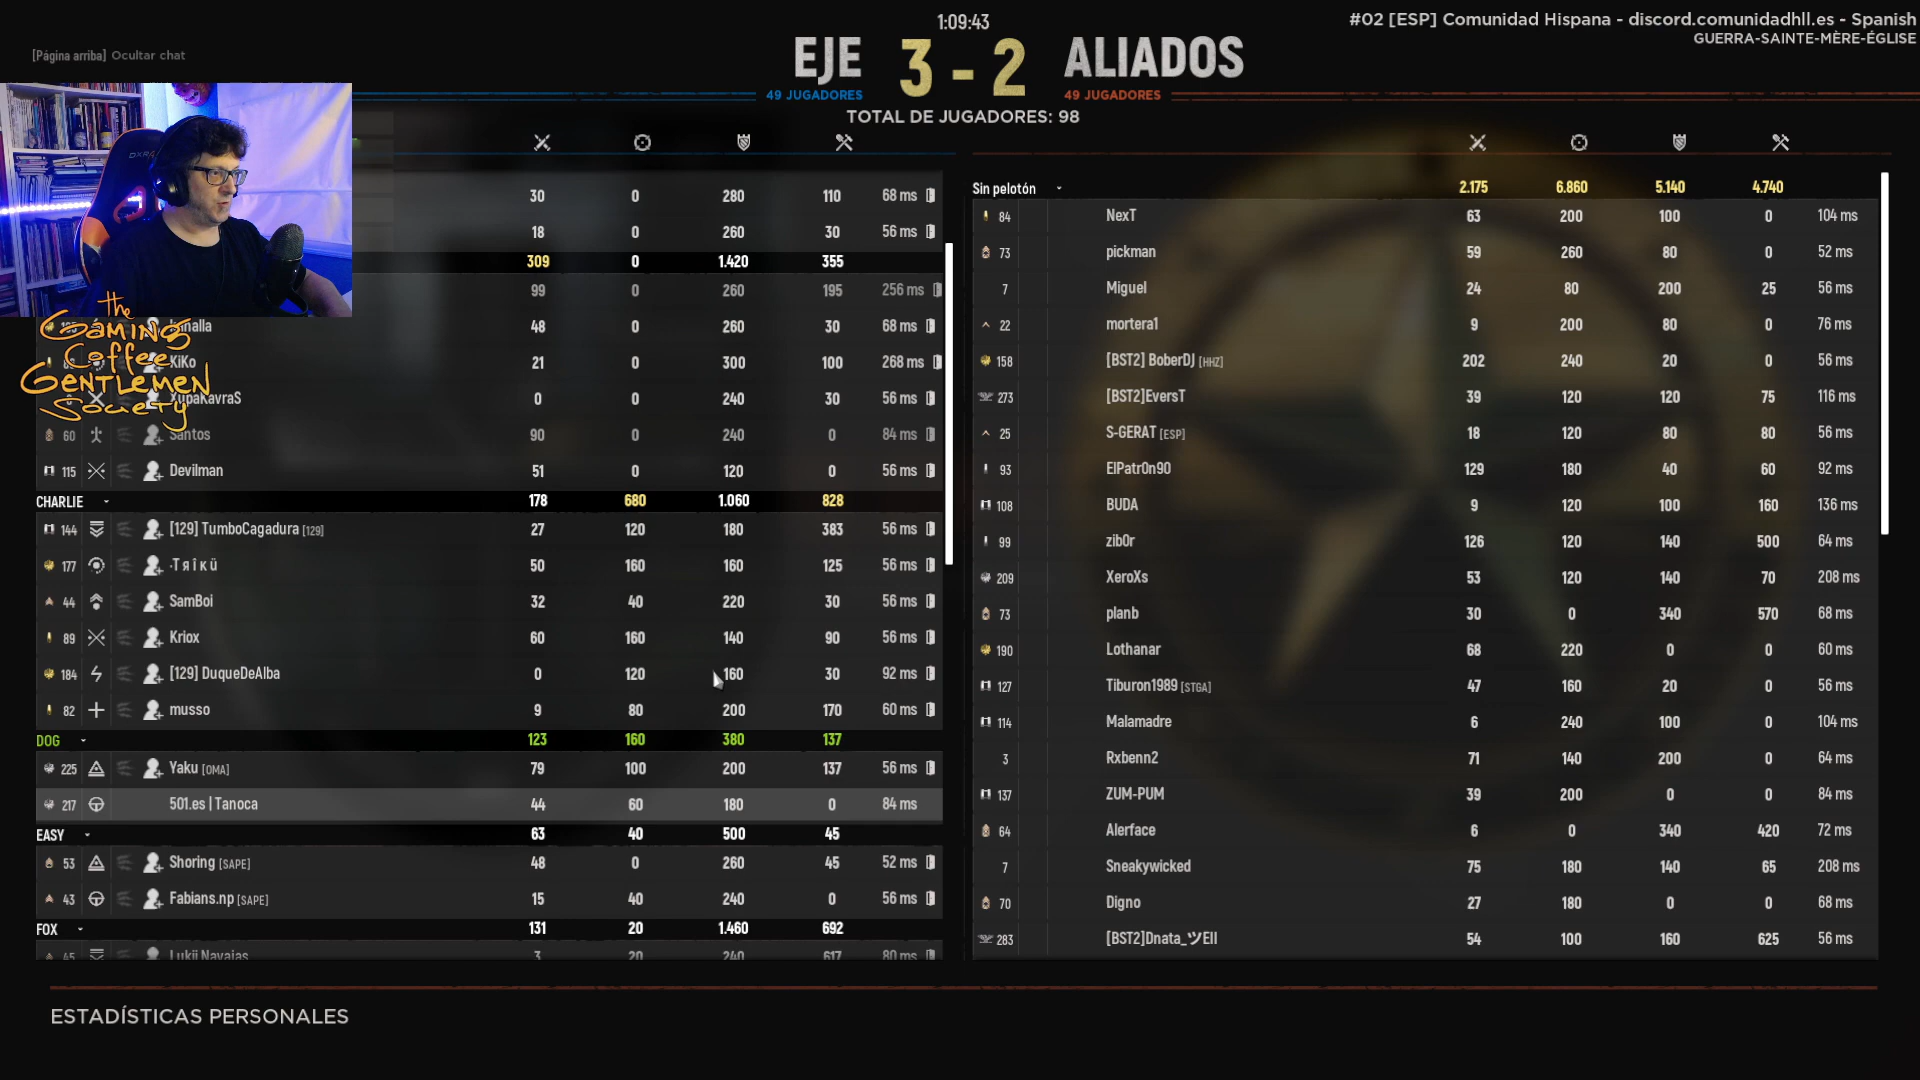 [Página arriba] Ocultar chat
1:09:43
EJE 3 - 2 ALIADOS
49 JUGADORES 49 JUGADORES
TOTAL DE JUGADORES: 98
#02 [ESP] Comunidad Hispana - discord.comunidadhll.es - Spanish
GUERRA-SAINTE-MÈRE-ÉGLISE
30 0 280 110 68 ms
18 0 260 30 56 ms
309 0 1.420 355
99 0 260 195 256 ms
48 0 260 30 68 ms
KiKo 21 0 300 100 268 ms
XupaKavraS 0 0 240 30 56 ms
60 Santos 90 0 240 0 84 ms
115 Devilman 51 0 120 0 56 ms
CHARLIE 178 680 1.060 828
144 [129] TumboCagadura [129] 27 120 180 383 56 ms
177 ·Тяîкü 50 160 160 125 56 ms
44 SamBoi 32 40 220 30 56 ms
89 Kriox 60 160 140 90 56 ms
184 [129] DuqueDeAlba 0 120 160 30 92 ms
82 musso 9 80 200 170 60 ms
DOG 123 160 380 137
225 Yaku [OMA] 79 100 200 137 56 ms
217 501.es | Tanoca 44 60 180 0 84 ms
EASY 63 40 500 45
53 Shoring [SAPE] 48 0 260 45 52 ms
43 Fabians.np [SAPE] 15 40 240 0 56 ms
FOX 131 20 1.460 692
45 Lukii Navajas 3 20 240 617 80 ms
the
Gaming
Coffee
Gentlemen
Society
Sin pelotón 2.175 6.860 5.140 4.740
84 NexT 63 200 100 0 104 ms
73 pickman 59 260 80 0 52 ms
7 Miguel 24 80 200 25 56 ms
22 mortera1 9 200 80 0 76 ms
158 [BST2] BoberDJ [HHZ] 202 240 20 0 56 ms
273 [BST2]EversT 39 120 120 75 116 ms
25 S-GERAT [ESP] 18 120 80 80 56 ms
93 ElPatr0n90 129 180 40 60 92 ms
108 BUDA 9 120 100 160 136 ms
99 zib0r 126 120 140 500 64 ms
209 XeroXs 53 120 140 70 208 ms
73 planb 30 0 340 570 68 ms
190 Lothanar 68 220 0 0 60 ms
127 Tiburon1989 [STGA] 47 160 20 0 56 ms
114 Malamadre 6 240 100 0 104 ms
3 Rxbenn2 71 140 200 0 64 ms
137 ZUM-PUM 39 200 0 0 84 ms
64 Alerface 6 0 340 420 72 ms
7 Sneakywicked 75 180 140 65 208 ms
70 Digno 27 180 0 0 68 ms
283 [BST2]Dnata_ツEll 54 100 160 625 56 ms
ESTADÍSTICAS PERSONALES